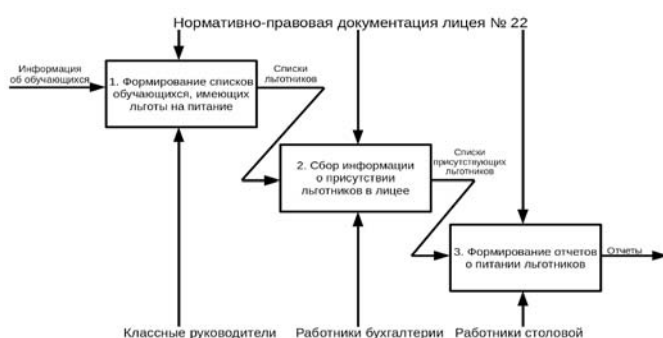 Нормативно-правовая документация лицея № 22
Информация
об обучающихся
1. Формирование списков
обучающихся, имеющих
льготы на питание
Списки
льготников
2. Сбор информации
о присутствии
льготников в лицее
Списки
присутствующих
льготников
3. Формирование отчетов
о питании льготников
Отчеты
Классные руководители
Работники бухгалтерии
Работники столовой